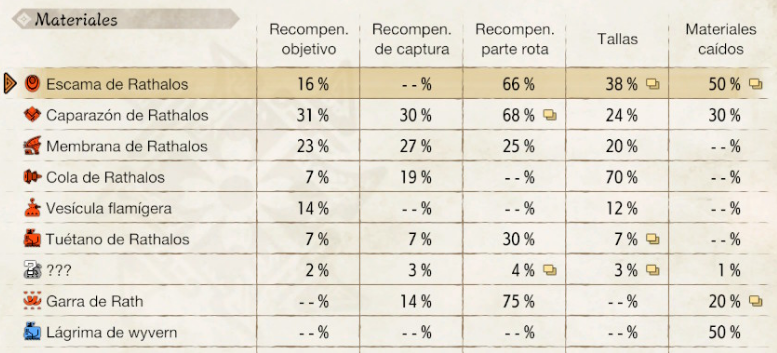 Materiales
Recompen. objetivo Recompen. de captura Recompen. parte rota Tallas Materiales caídos
Escama de Rathalos 16 % --% 66 % 38 % 50 %
Caparazón de Rathalos 31 % 30 % 68 % 24 % 30 %
Membrana de Rathalos 23 % 27 % 25 % 20 % --%
Cola de Rathalos 7 % 19 % --% 70 % --%
Vesícula flamígera 14 % --% --% 12 % --%
Tuétano de Rathalos 7 % 7 % 30 % 7 % --%
??? 2 % 3 % 4 % 3 % 1 %
Garra de Rath --% 14 % 75 % --% 20 %
Lágrima de wyvern --% --% --% --% 50 %